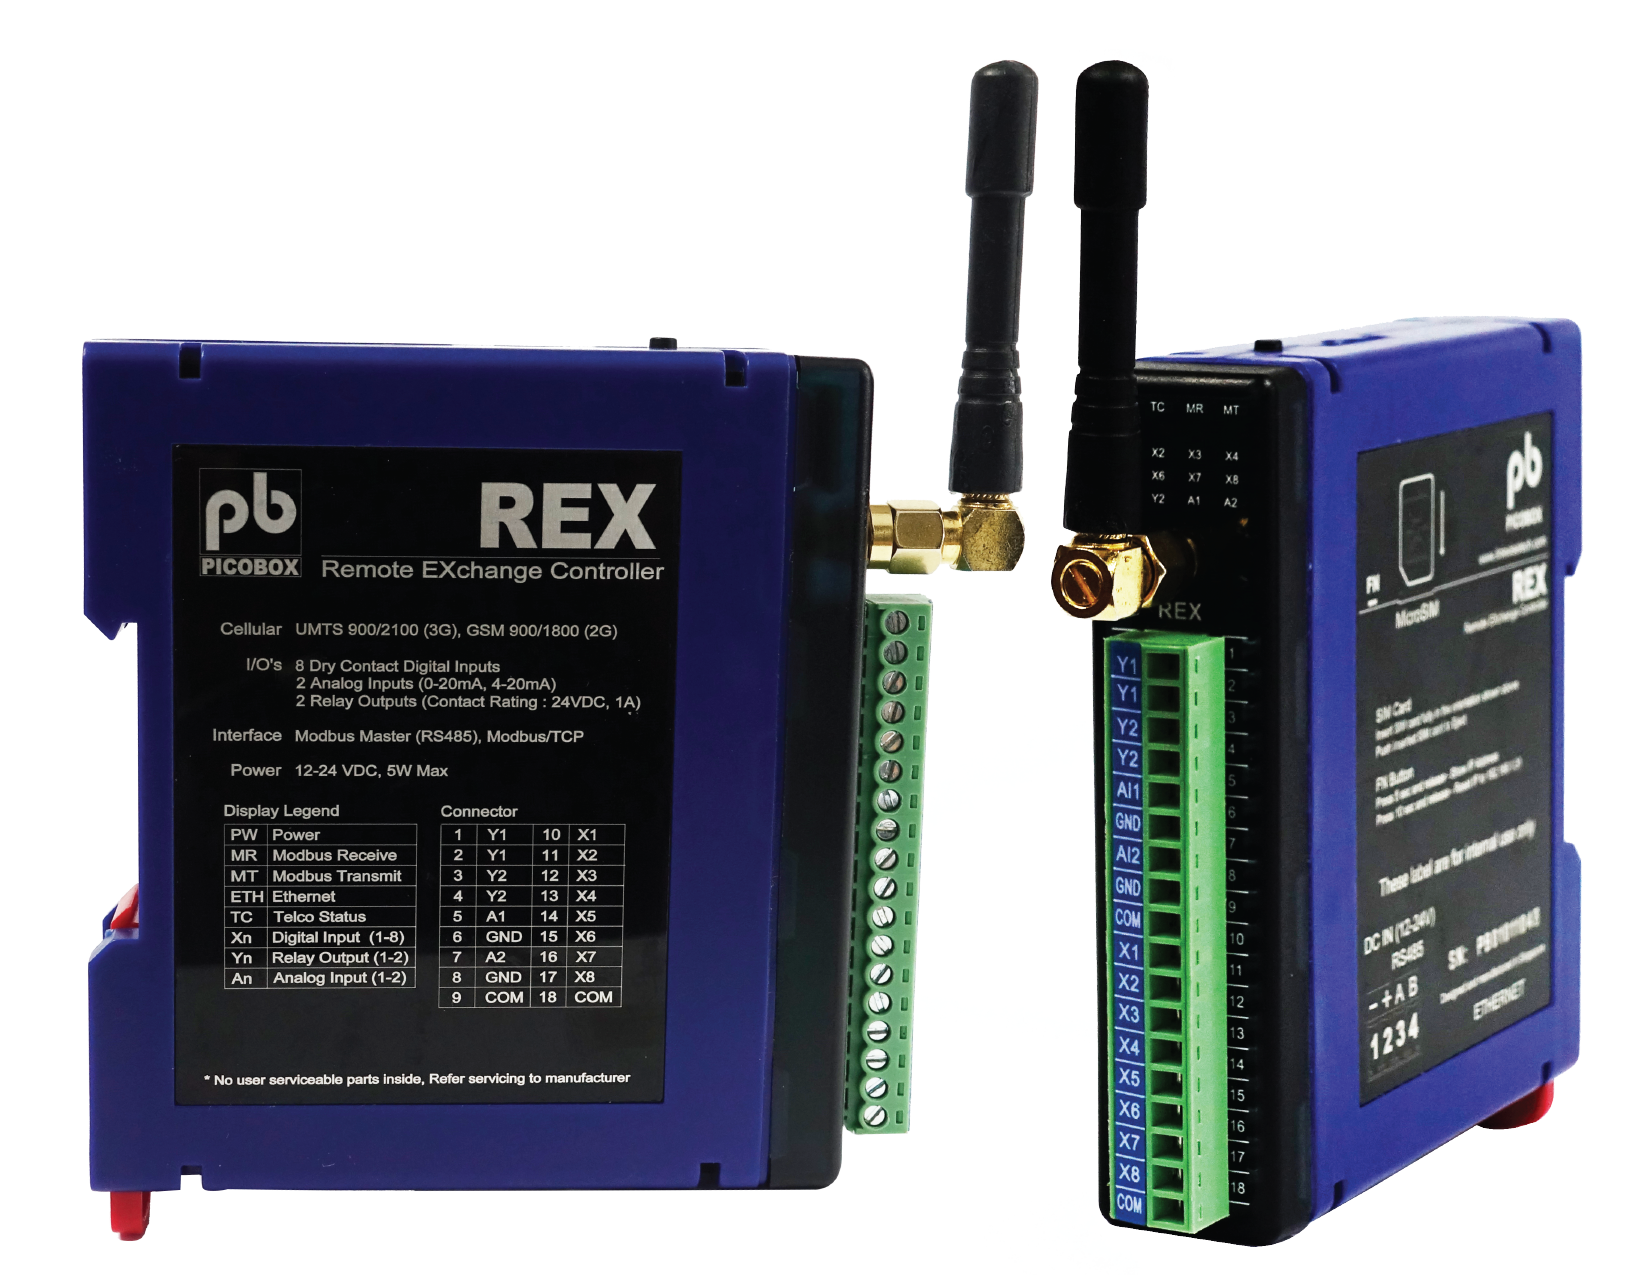 pb
PICOBOX
REX
Remote EXchange Controller
Cellular UMTS 900/2100 (3G), GSM 900/1800 (2G)
I/O's 8 Dry Contact Digital Inputs
2 Analog Inputs (0-20mA, 4-20mA)
2 Relay Outputs (Contact Rating : 24VDC, 1A)
Interface Modbus Master (RS485), Modbus/TCP
Power 12-24 VDC, 5W Max
Display Legend
PW Power
MR Modbus Receive
MT Modbus Transmit
ETH Ethernet
TC Telco Status
Xn Digital Input (1-8)
Yn Relay Output (1-2)
An Analog Input (1-2)
Connector
1 Y1 10 X1
2 Y1 11 X2
3 Y2 12 X3
4 Y2 13 X4
5 A1 14 X5
6 GND 15 X6
7 A2 16 X7
8 GND 17 X8
9 COM 18 COM
* No user serviceable parts inside, Refer servicing to manufacturer
TC MR MT
X2 X3 X4
X6 X7 X8
Y2 A1 A2
REX
Y1 1
Y1 2
Y2 3
Y2 4
AI1 5
GND 6
AI2 7
GND 8
COM 9
X1 10
X2 11
X3 12
X4 13
X5 14
X6 15
X7 16
X8 17
COM 18
pb
PICOBOX
REX
Remote EXchange Controller
FN
MicroSIM
SIM Card
FN Button
These label are for internal use only
DC IN (12-24V)
RS485
- + A B
1 2 3 4
SN:
ETHERNET